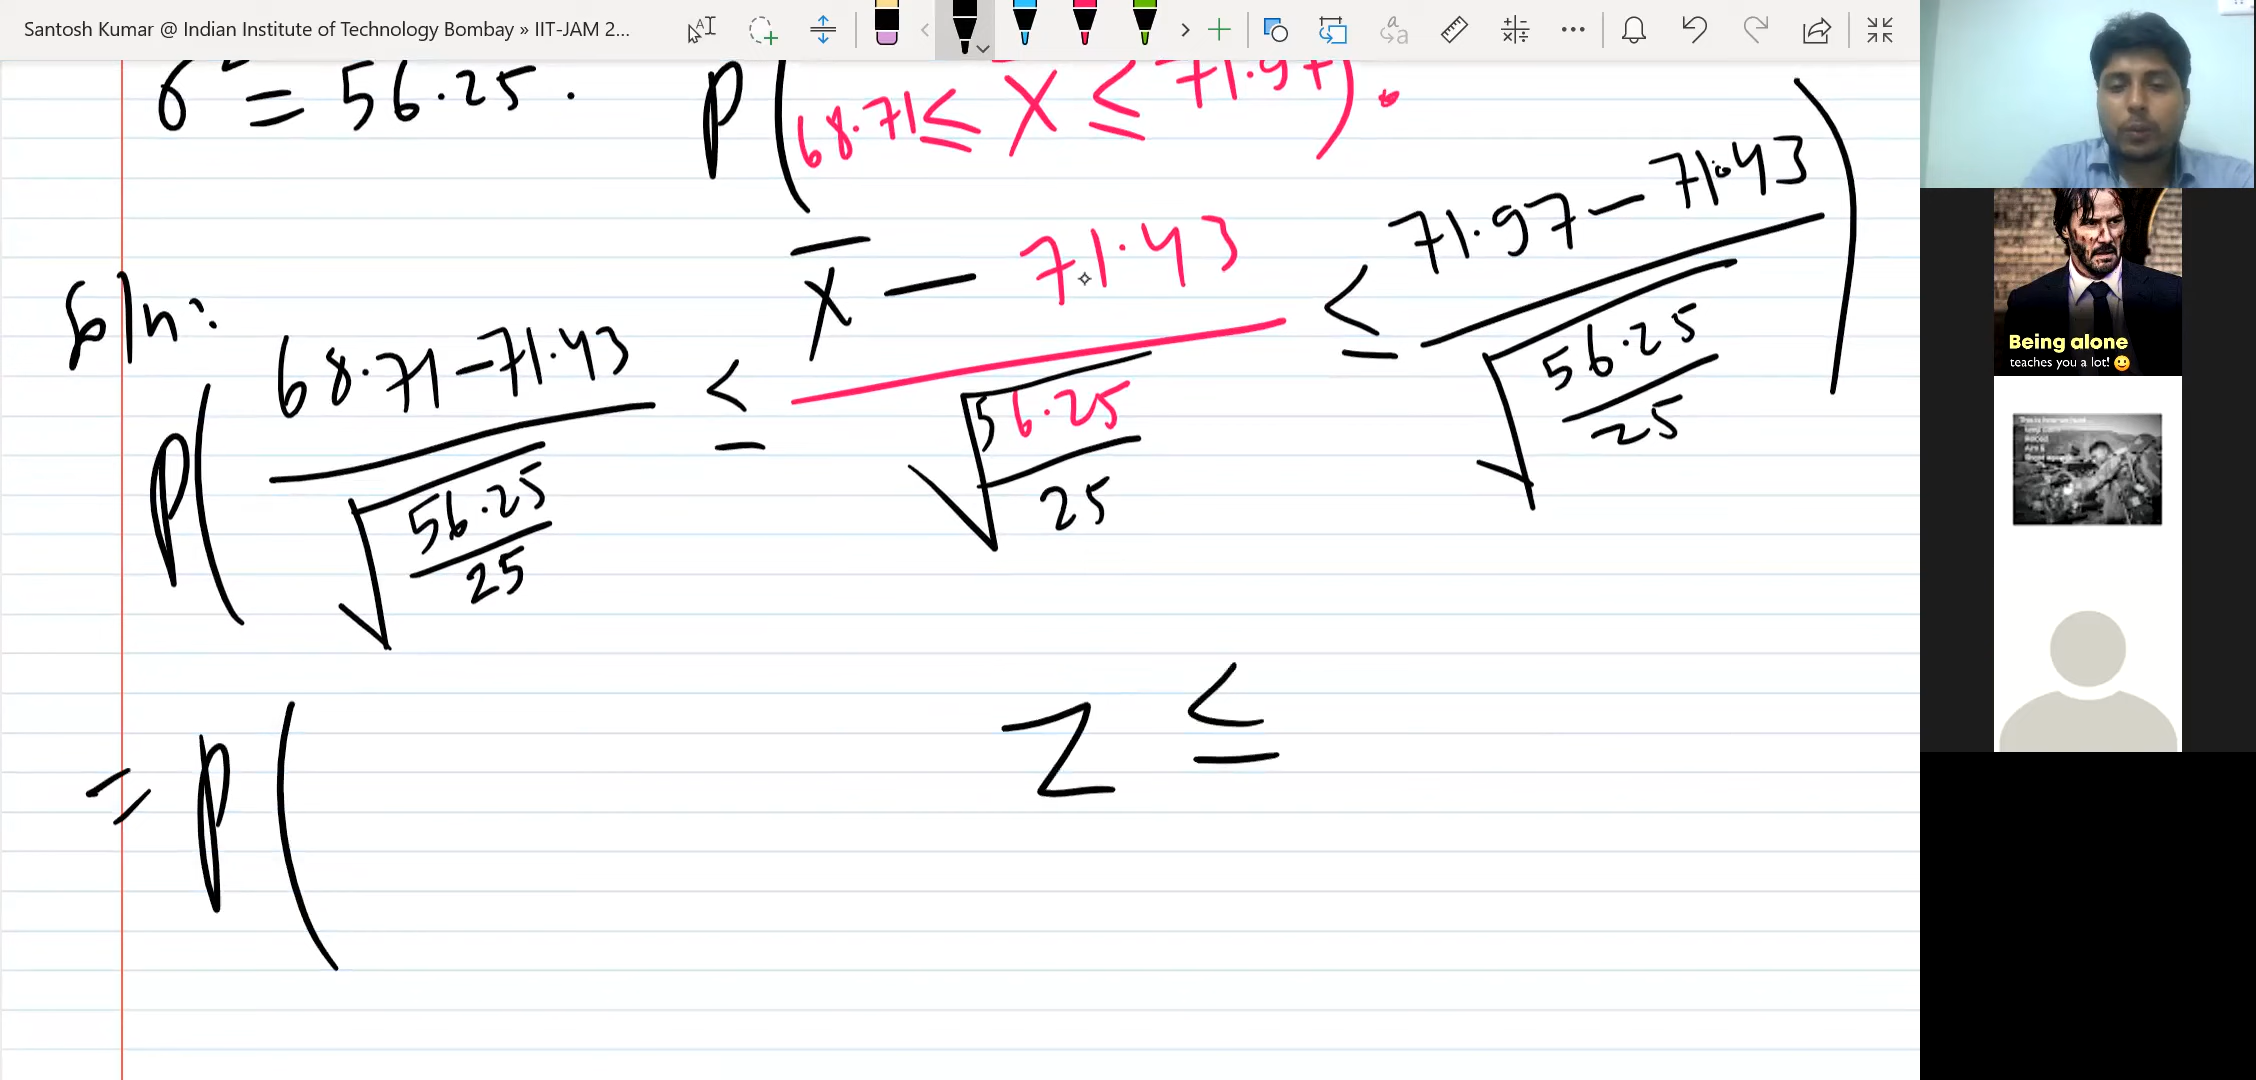 Santosh Kumar @ Indian Institute of Technology Bombay » IIT-JAM 2...
σ² = 56.25. P(68.71 ≤ X ≤ 71.97).
Soln:
P( (68.71 - 71.43) / √(56.25/25) ≤ (X̄ - 71.43) / √(56.25/25) ≤ (71.97 - 71.43) / √(56.25/25) )
= P( Z ≤
Being alone
teaches you a lot! 😀